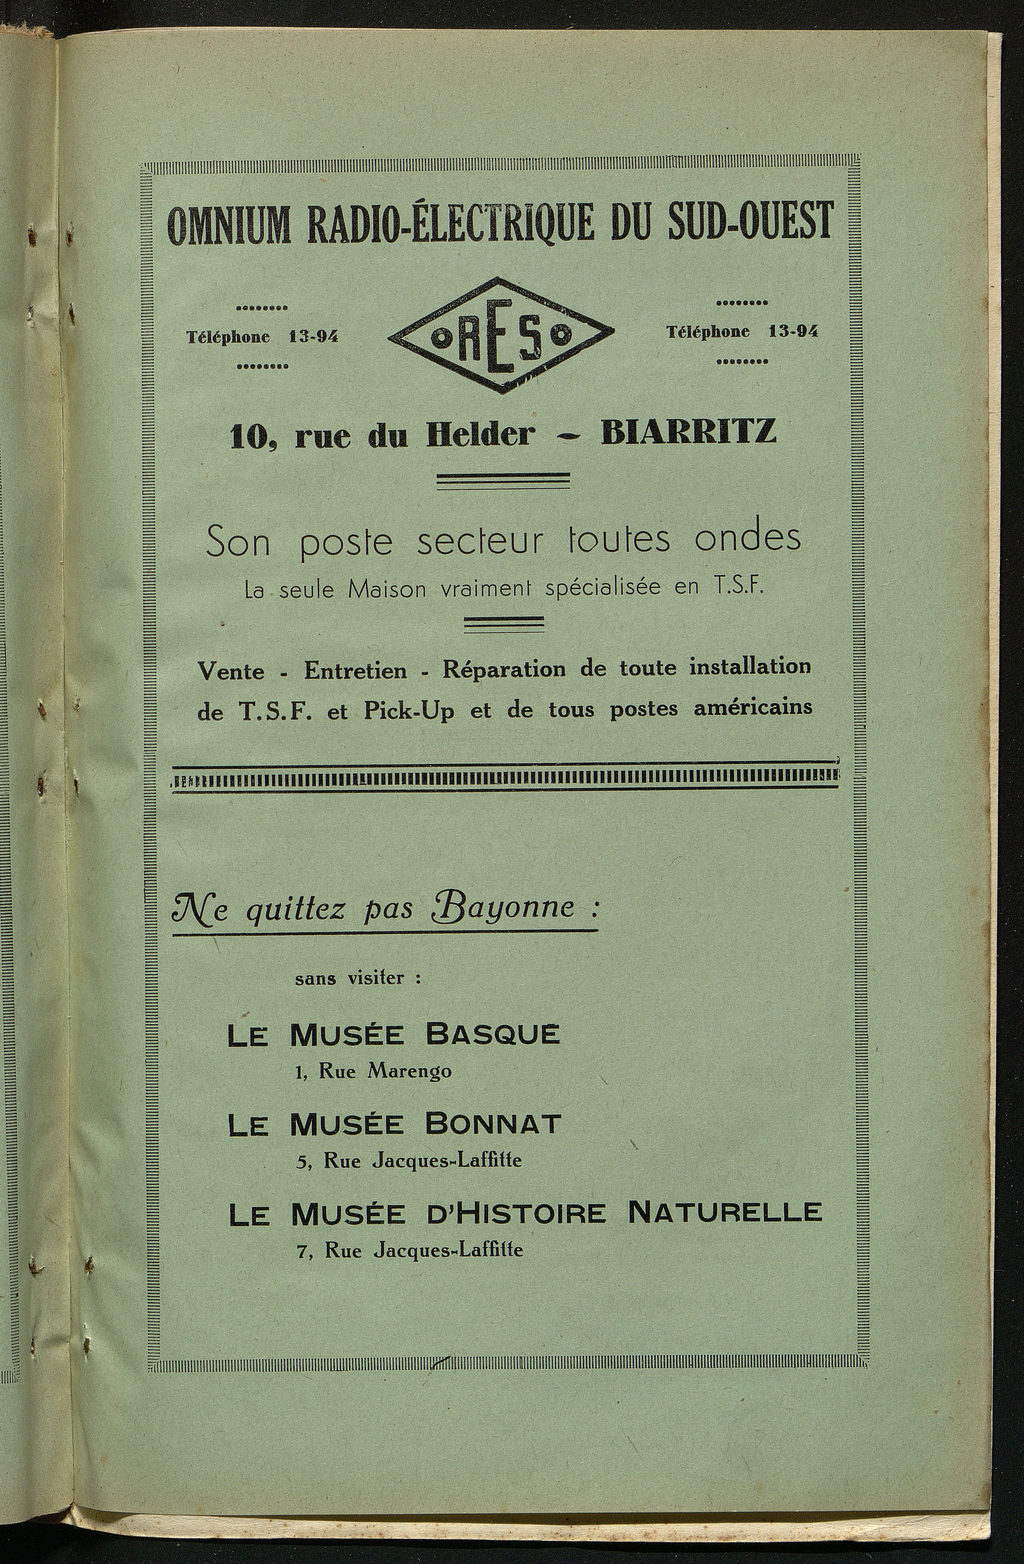 OMNIUM RADIO-ÉLECTRIQUE DU SUD-OUEST
Téléphone 13-94
ORESO
Téléphone 13-94
10, rue du Helder - BIARRITZ
Son poste secteur toutes ondes
La seule Maison vraiment spécialisée en T.S.F.
Vente - Entretien - Réparation de toute installation
de T.S.F. et Pick-Up et de tous postes américains
Ne quittez pas Bayonne :
sans visiter :
LE MUSÉE BASQUE
1, Rue Marengo
LE MUSÉE BONNAT
5, Rue Jacques-Laffitte
LE MUSÉE D'HISTOIRE NATURELLE
7, Rue Jacques-Laffitte